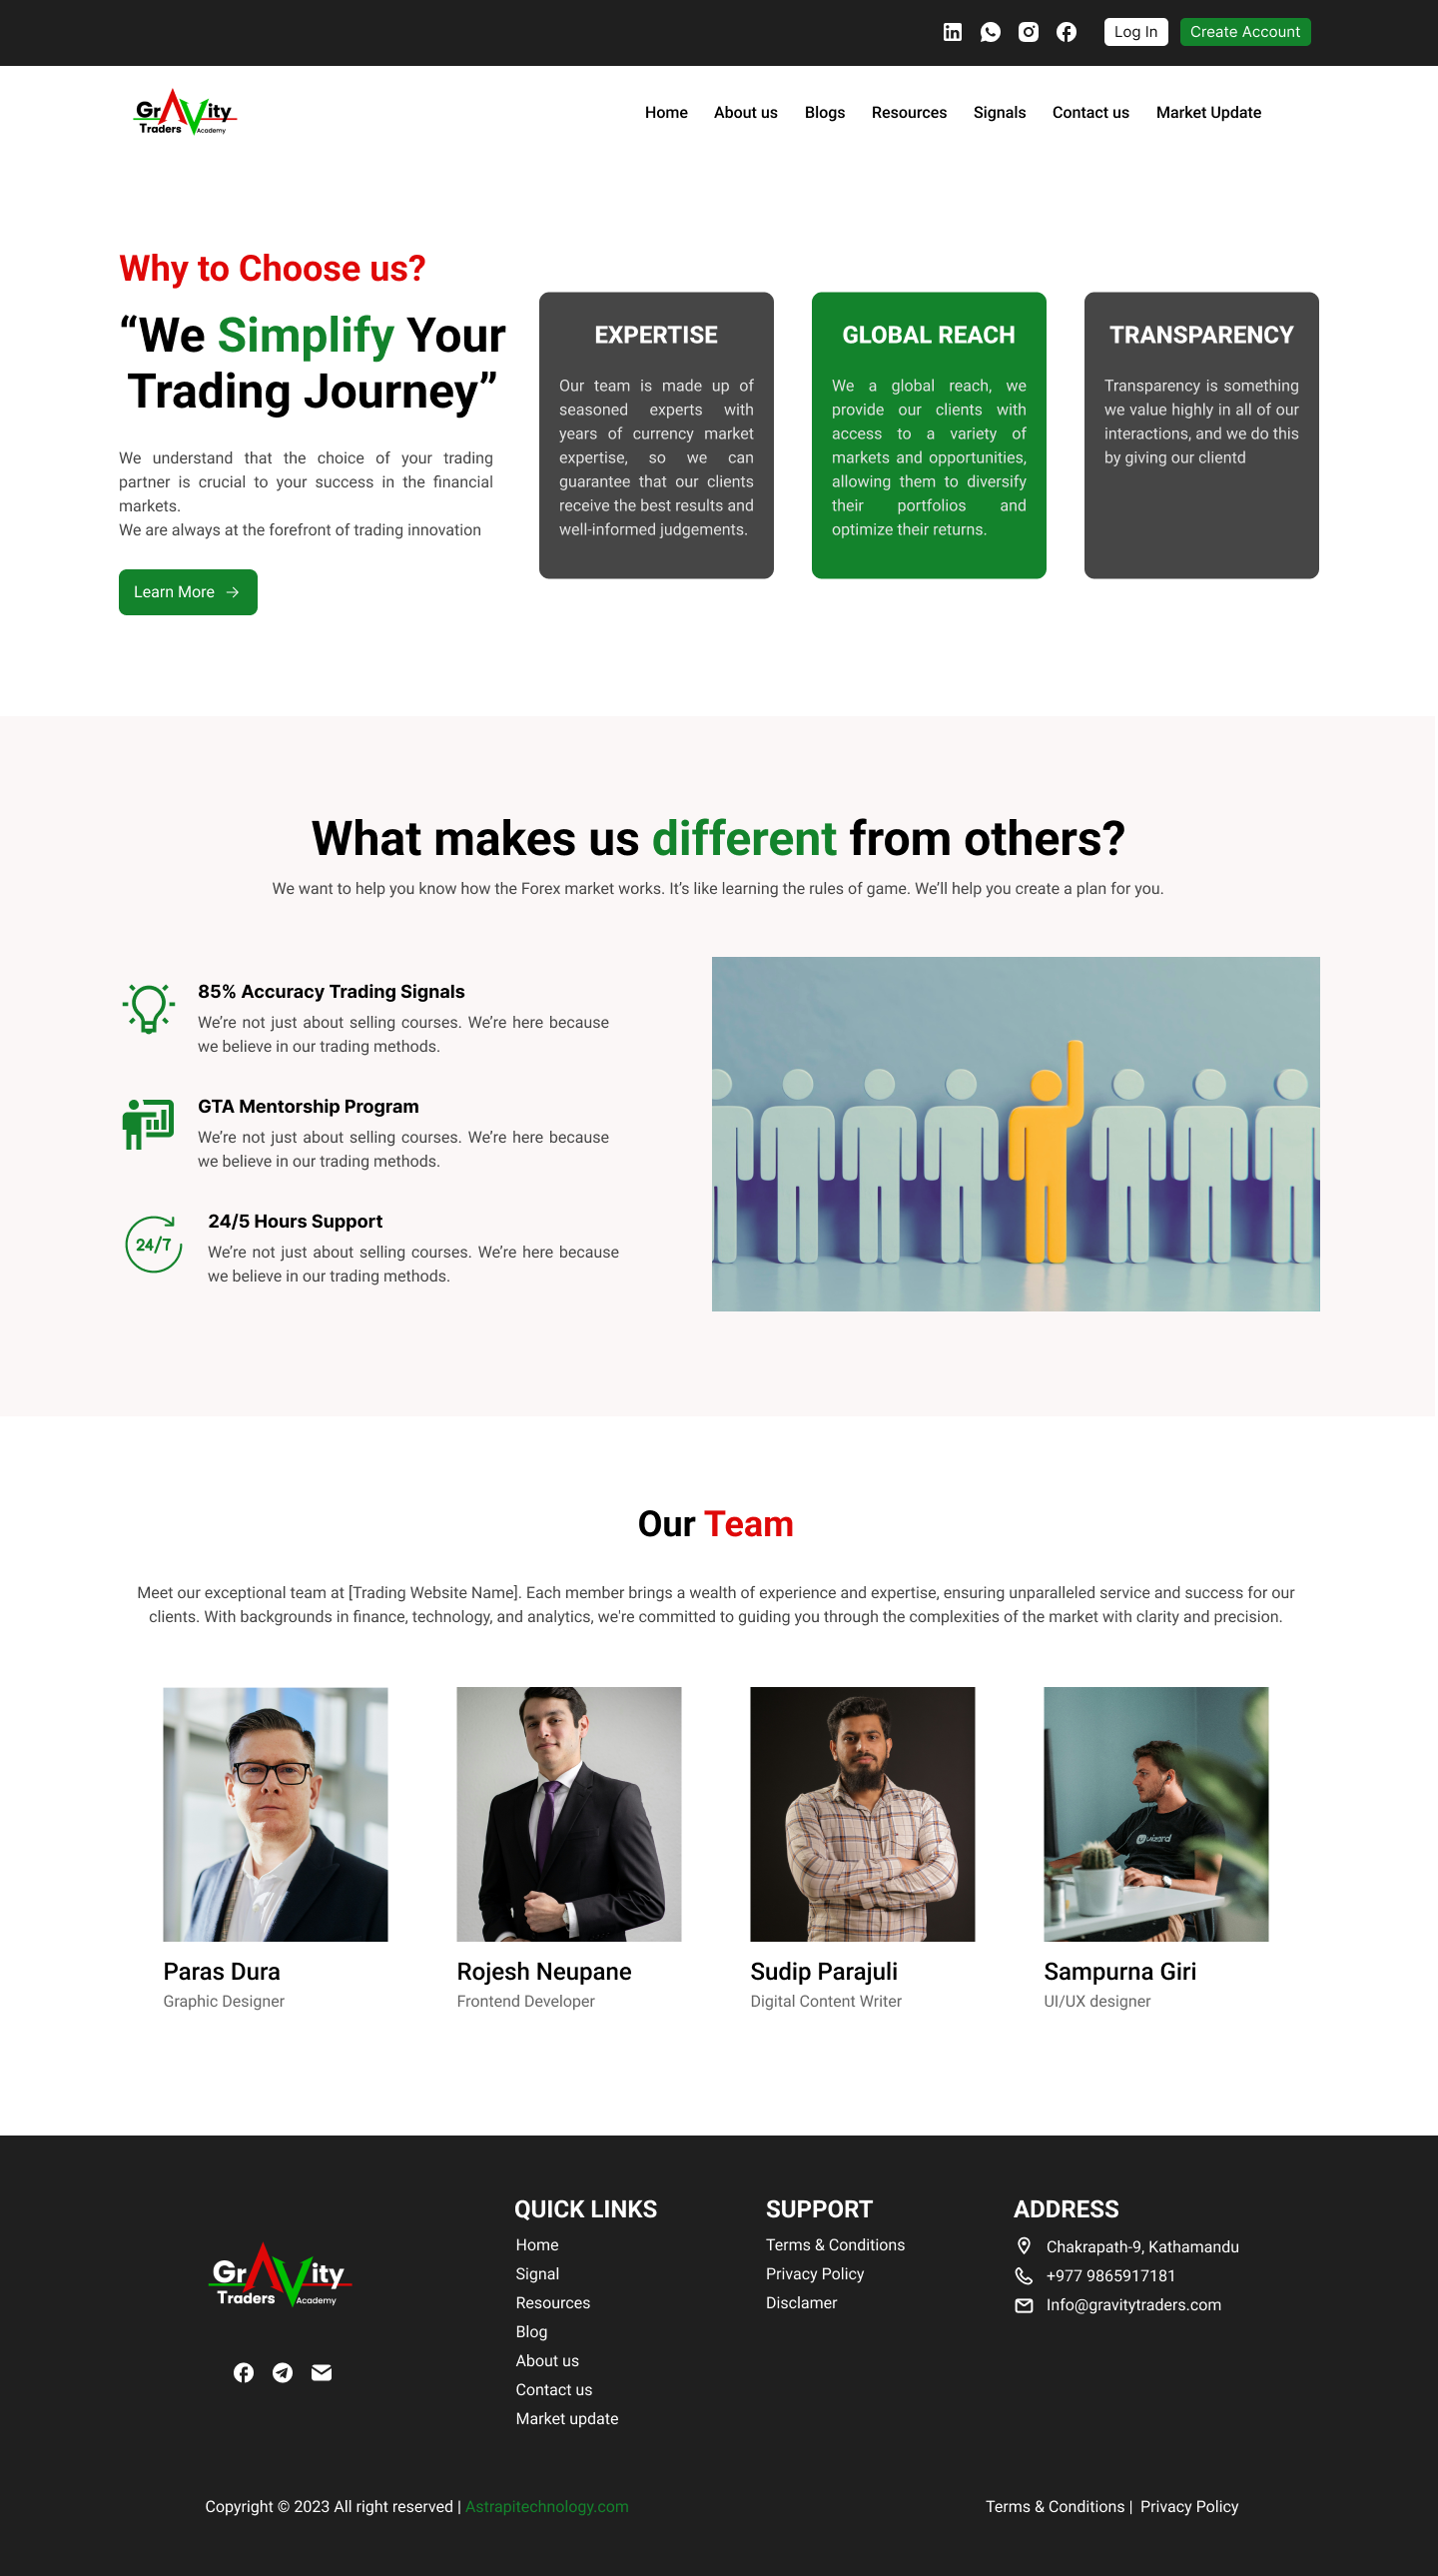 Log In
Create Account
GrAVity
Traders Academy
Home
About us
Blogs
Resources
Signals
Contact us
Market Update
Why to Choose us?
“We Simplify Your
Trading Journey”
We understand that the choice of your trading
partner is crucial to your success in the financial
markets.
We are always at the forefront of trading innovation
Learn More
EXPERTISE
Our team is made up of
seasoned experts with
years of currency market
expertise, so we can
guarantee that our clients
receive the best results and
well-informed judgements.
GLOBAL REACH
We a global reach, we
provide our clients with
access to a variety of
markets and opportunities,
allowing them to diversify
their portfolios and
optimize their returns.
TRANSPARENCY
Transparency is something
we value highly in all of our
interactions, and we do this
by giving our clientd
What makes us different from others?
We want to help you know how the Forex market works. It’s like learning the rules of game. We’ll help you create a plan for you.
85% Accuracy Trading Signals
We’re not just about selling courses. We’re here because
we believe in our trading methods.
GTA Mentorship Program
We’re not just about selling courses. We’re here because
we believe in our trading methods.
24/7
24/5 Hours Support
We’re not just about selling courses. We’re here because
we believe in our trading methods.
Our Team
Meet our exceptional team at [Trading Website Name]. Each member brings a wealth of experience and expertise, ensuring unparalleled service and success for our
clients. With backgrounds in finance, technology, and analytics, we're committed to guiding you through the complexities of the market with clarity and precision.
uizard
Paras Dura
Graphic Designer
Rojesh Neupane
Frontend Developer
Sudip Parajuli
Digital Content Writer
Sampurna Giri
UI/UX designer
GrAVity
Traders Academy
QUICK LINKS
Home
Signal
Resources
Blog
About us
Contact us
Market update
SUPPORT
Terms & Conditions
Privacy Policy
Disclamer
ADDRESS
Chakrapath-9, Kathamandu
+977 9865917181
Info@gravitytraders.com
Copyright © 2023 All right reserved | Astrapitechnology.com
Terms & Conditions | Privacy Policy